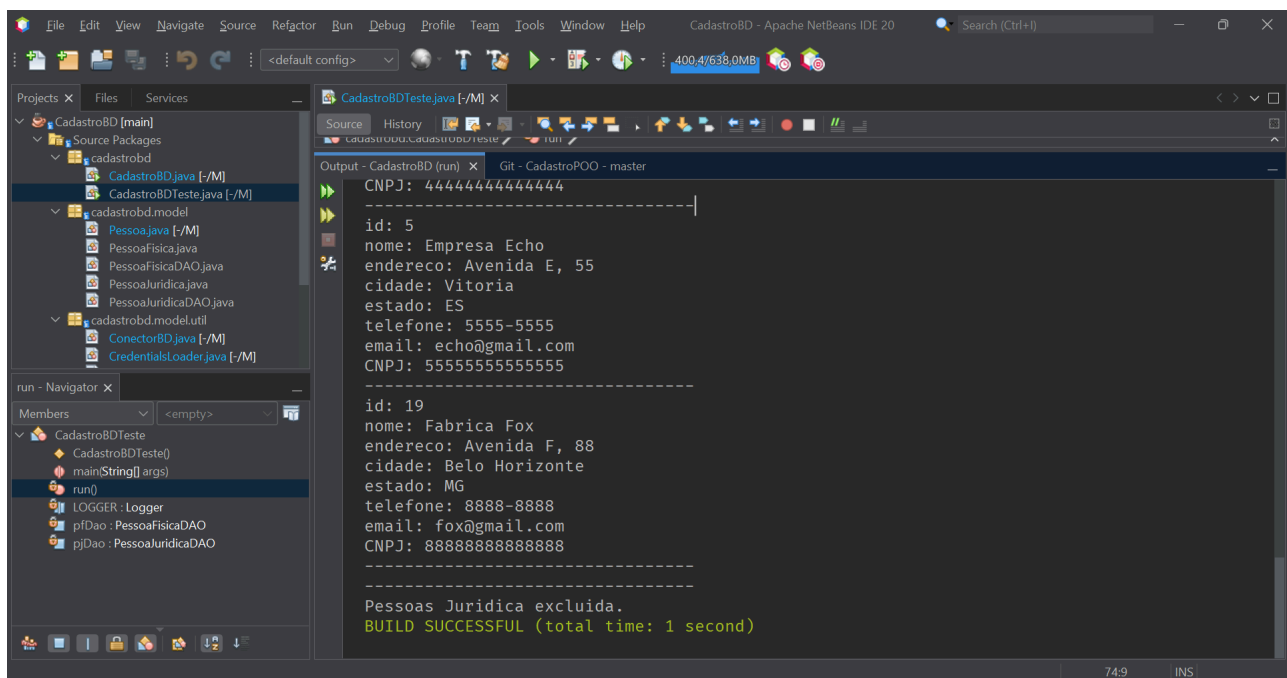 File Edit View Navigate Source Refactor Run Debug Profile Team Tools Window Help CadastroBD - Apache NetBeans IDE 20 Search (Ctrl+I)
<default config> 400,4/638,0MB
Projects Files Services
CadastroBD [main]
Source Packages
cadastrobd
CadastroBD.java [-/M]
CadastroBDTeste.java [-/M]
cadastrobd.model
Pessoa.java [-/M]
PessoaFisica.java
PessoaFisicaDAO.java
PessoaJuridica.java
PessoaJuridicaDAO.java
cadastrobd.model.util
ConectorBD.java [-/M]
CredentialsLoader.java [-/M]
run - Navigator
Members <empty>
CadastroBDTeste
CadastroBDTeste()
main(String[] args)
run()
LOGGER : Logger
pfDao : PessoaFisicaDAO
pjDao : PessoaJuridicaDAO
CadastroBDTeste.java [-/M]
Source History
cadastrobd.CadastroBDTeste run
Output - CadastroBD (run) Git - CadastroPOO - master
CNPJ: 44444444444444
---------------------------------
id: 5
nome: Empresa Echo
endereco: Avenida E, 55
cidade: Vitoria
estado: ES
telefone: 5555-5555
email: echo@gmail.com
CNPJ: 55555555555555
---------------------------------
id: 19
nome: Fabrica Fox
endereco: Avenida F, 88
cidade: Belo Horizonte
estado: MG
telefone: 8888-8888
email: fox@gmail.com
CNPJ: 88888888888888
---------------------------------
---------------------------------
Pessoas Juridica excluida.
BUILD SUCCESSFUL (total time: 1 second)
74:9 INS